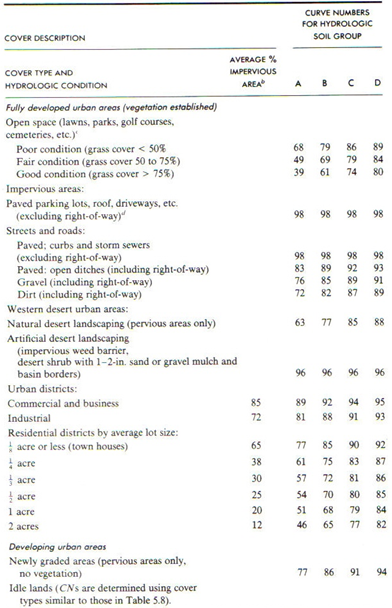 CURVE NUMBERS
FOR HYDROLOGIC
SOIL GROUP
COVER DESCRIPTION
AVERAGE %
COVER TYPE AND IMPERVIOUS
HYDROLOGIC CONDITION AREAᵇ A B C D
Fully developed urban areas (vegetation established)
Open space (lawns, parks, golf courses,
cemeteries, etc.)ᶜ
Poor condition (grass cover < 50% 68 79 86 89
Fair condition (grass cover 50 to 75%) 49 69 79 84
Good condition (grass cover > 75%) 39 61 74 80
Impervious areas:
Paved parking lots, roof, driveways, etc.
(excluding right-of-way)ᵈ 98 98 98 98
Streets and roads:
Paved; curbs and storm sewers
(excluding right-of-way) 98 98 98 98
Paved: open ditches (including right-of-way) 83 89 92 93
Gravel (including right-of-way) 76 85 89 91
Dirt (including right-of-way) 72 82 87 89
Western desert urban areas:
Natural desert landscaping (pervious areas only) 63 77 85 88
Artificial desert landscaping
(impervious weed barrier,
desert shrub with 1–2-in. sand or gravel mulch and
basin borders) 96 96 96 96
Urban districts:
Commercial and business 85 89 92 94 95
Industrial 72 81 88 91 93
Residential districts by average lot size:
⅛ acre or less (town houses) 65 77 85 90 92
¼ acre 38 61 75 83 87
⅓ acre 30 57 72 81 86
½ acre 25 54 70 80 85
1 acre 20 51 68 79 84
2 acres 12 46 65 77 82
Developing urban areas
Newly graded areas (pervious areas only,
no vegetation) 77 86 91 94
Idle lands (CNs are determined using cover
types similar to those in Table 5.8).